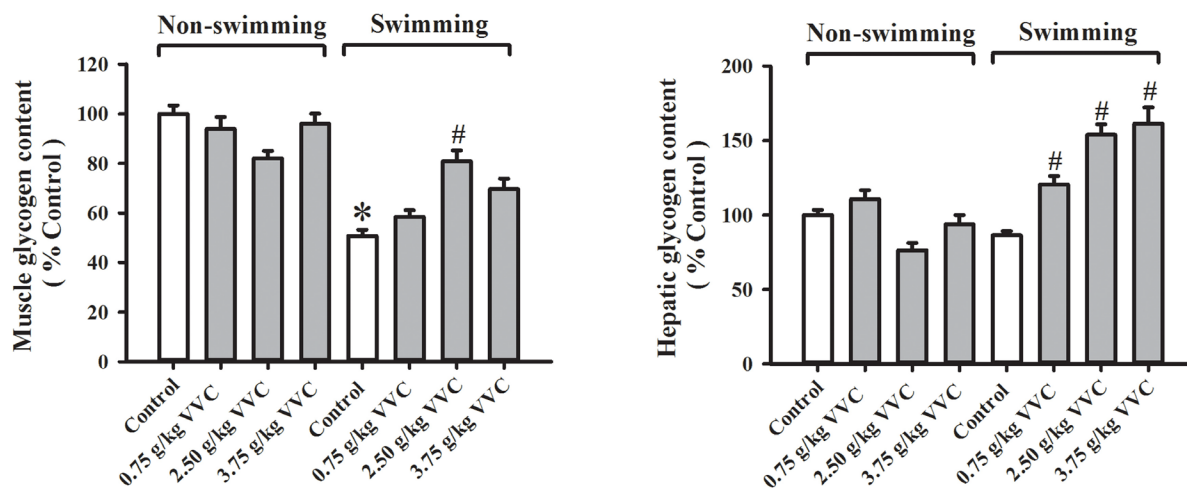 Non-swimming Swimming
Muscle glycogen content
( % Control)
120
100
80
60
40
20
0
*
#
Control
0.75 g/kg VVC
2.50 g/kg VVC
3.75 g/kg VVC
Control
0.75 g/kg VVC
2.50 g/kg VVC
3.75 g/kg VVC
Non-swimming Swimming
Hepatic glycogen content
( % Control)
200
150
100
50
0
#
#
#
Control
0.75 g/kg VVC
2.50 g/kg VVC
3.75 g/kg VVC
Control
0.75 g/kg VVC
2.50 g/kg VVC
3.75 g/kg VVC